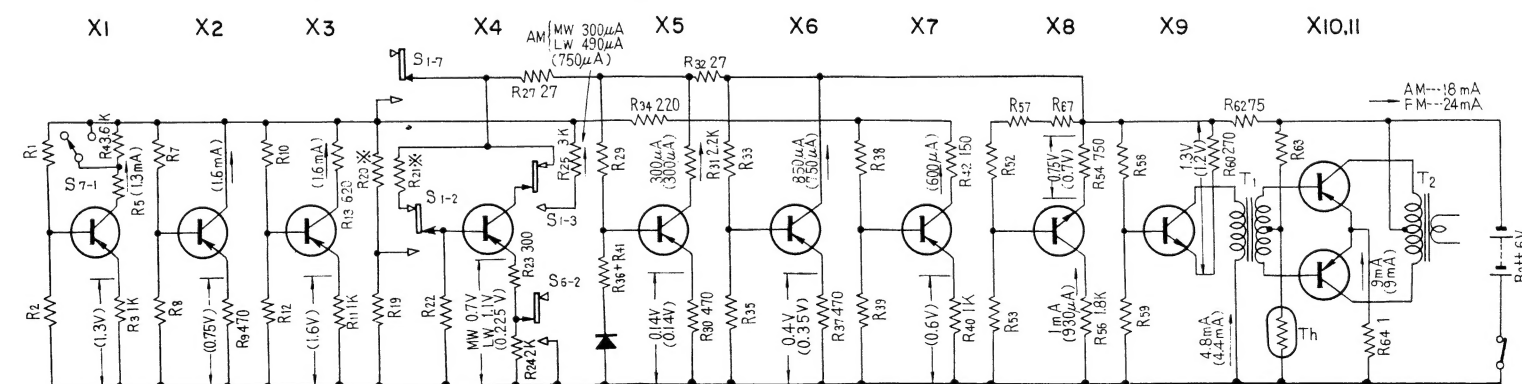 X1 X2 X3 X4 X5 X6 X7 X8 X9 X10,11
AM MW 300μA
LW 490μA
(750μA)
S1-7
R27 27
R32 27
R34 220
R57 R67
R62 75
AM---18mA
FM---24mA
R1
R4 3.6K
S7-1
R5 (1.3mA)
R7
(1.6mA)
R10
(1.6mA)
R13 620
R20※
R21※
S1-2
R25 3K
S1-3
R29
300μA
(300μA)
R31 2.2K
R33
850μA
R38
(600μA)
R42 150
R52
0.75V
(0.7V)
R54 750
R58
1.3V
(1.2V)
R60 270
R63
T1
T2
R2
(1.3V)
R3 1K
R8
(0.75V)
R9 470
R12
(1.6V)
R11 1K
R19
R22
MW 0.7V
LW 1.1V
(0.225V)
R23 300
S6-2
R24 2K
R36+R41
0.14V
(0.14V)
R30 470
R35
0.4V
(0.35V)
R37 470
R39
(0.6V)
R40 1K
R53
1mA
(930μA)
R56 1.8K
R59
4.8mA
(4.4mA)
Th
9mA
(9mA)
R64 1
Batt 6V